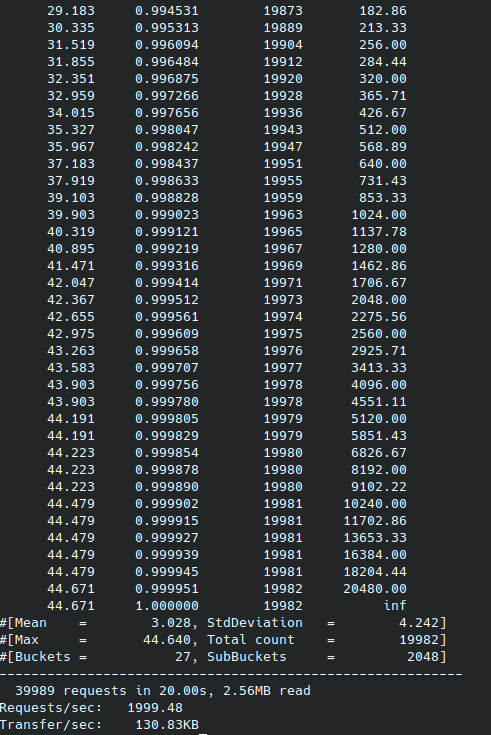 29.183 0.994531 19873 182.86
30.335 0.995313 19889 213.33
31.519 0.996094 19904 256.00
31.855 0.996484 19912 284.44
32.351 0.996875 19920 320.00
32.959 0.997266 19928 365.71
34.015 0.997656 19936 426.67
35.327 0.998047 19943 512.00
35.967 0.998242 19947 568.89
37.183 0.998437 19951 640.00
37.919 0.998633 19955 731.43
39.103 0.998828 19959 853.33
39.903 0.999023 19963 1024.00
40.319 0.999121 19965 1137.78
40.895 0.999219 19967 1280.00
41.471 0.999316 19969 1462.86
42.047 0.999414 19971 1706.67
42.367 0.999512 19973 2048.00
42.655 0.999561 19974 2275.56
42.975 0.999609 19975 2560.00
43.263 0.999658 19976 2925.71
43.583 0.999707 19977 3413.33
43.903 0.999756 19978 4096.00
43.903 0.999780 19978 4551.11
44.191 0.999805 19979 5120.00
44.191 0.999829 19979 5851.43
44.223 0.999854 19980 6826.67
44.223 0.999878 19980 8192.00
44.223 0.999890 19980 9102.22
44.479 0.999902 19981 10240.00
44.479 0.999915 19981 11702.86
44.479 0.999927 19981 13653.33
44.479 0.999939 19981 16384.00
44.479 0.999945 19981 18204.44
44.671 0.999951 19982 20480.00
44.671 1.000000 19982 inf
#[Mean    =        3.028, StdDeviation   =        4.242]
#[Max     =       44.640, Total count    =        19982]
#[Buckets =           27, SubBuckets     =         2048]
----------------------------------------------------------
  39989 requests in 20.00s, 2.56MB read
Requests/sec:   1999.48
Transfer/sec:    130.83KB